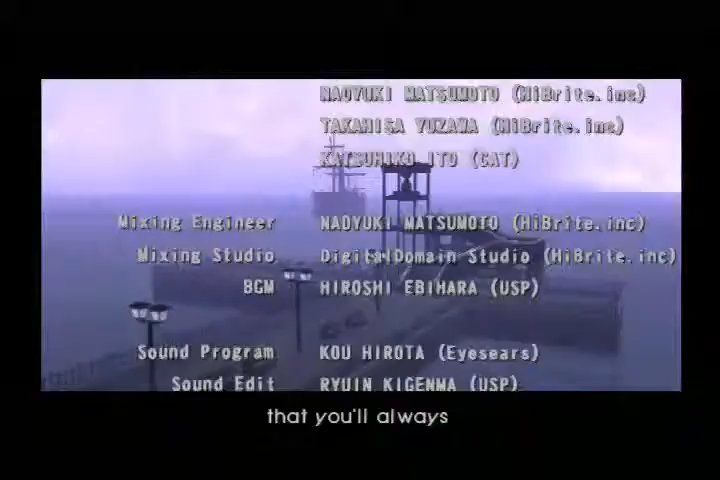 NAOYUKI MATSUMOTO (HiBrite.inc)
TAKAHISA YUZAWA (HiBrite.inc)
KATSUHIKO ITO (CAT)
Mixing Engineer NAOYUKI MATSUMOTO (HiBrite.inc)
Mixing Studio DigitalDomain Studio (HiBrite.inc)
BGM HIROSHI EBIHARA (USP)
Sound Program KOU HIROTA (Eyesears)
Sound Edit RYUIN KIGENMA (USP)
that you'll always